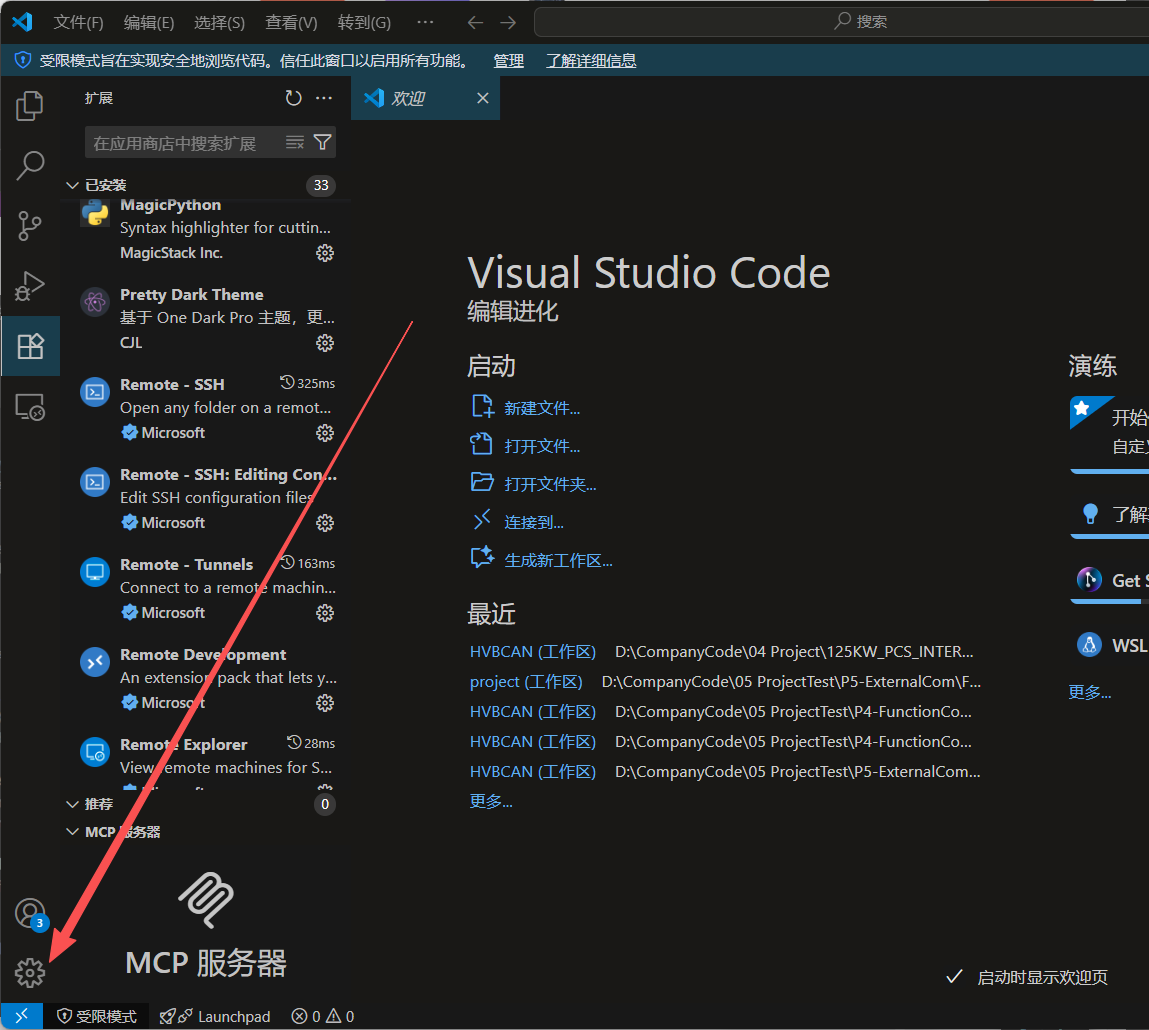 文件(F) 编辑(E) 选择(S) 查看(V) 转到(G) ··· 搜索
受限模式旨在实现安全地浏览代码。信任此窗口以启用所有功能。 管理 了解详细信息
扩展
欢迎
在应用商店中搜索扩展
已安装 33
MagicPython
Syntax highlighter for cuttin...
MagicStack Inc.
Pretty Dark Theme
基于 One Dark Pro 主题，更...
CJL
Remote - SSH 325ms
Open any folder on a remot...
Microsoft
Remote - SSH: Editing Con...
Edit SSH configuration files
Microsoft
Remote - Tunnels 163ms
Connect to a remote machin...
Microsoft
Remote Development
An extension pack that lets y...
Microsoft
Remote Explorer 28ms
View remote machines for S...
推荐 0
MCP 服务器
MCP 服务器
3
Visual Studio Code
编辑进化
启动
新建文件...
打开文件...
打开文件夹...
连接到...
生成新工作区...
最近
HVBCAN (工作区) D:\CompanyCode\04 Project\125KW_PCS_INTER...
project (工作区) D:\CompanyCode\05 ProjectTest\P5-ExternalCom\F...
HVBCAN (工作区) D:\CompanyCode\05 ProjectTest\P4-FunctionCo...
HVBCAN (工作区) D:\CompanyCode\05 ProjectTest\P4-FunctionCo...
HVBCAN (工作区) D:\CompanyCode\05 ProjectTest\P5-ExternalCom...
更多...
演练
开始
自定
了解
Get S
WSL
更多...
启动时显示欢迎页
受限模式 Launchpad 0 0